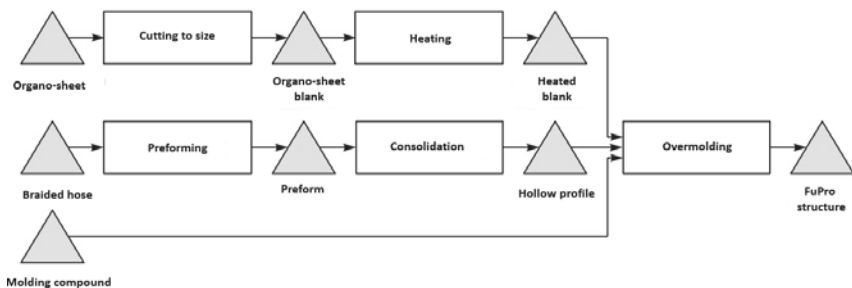 Cutting to size
Heating
Organo-sheet
Organo-sheet
blank
Heated
blank
Preforming
Consolidation
Overmolding
Braided hose
Preform
Hollow profile
FuPro
structure
Molding compound